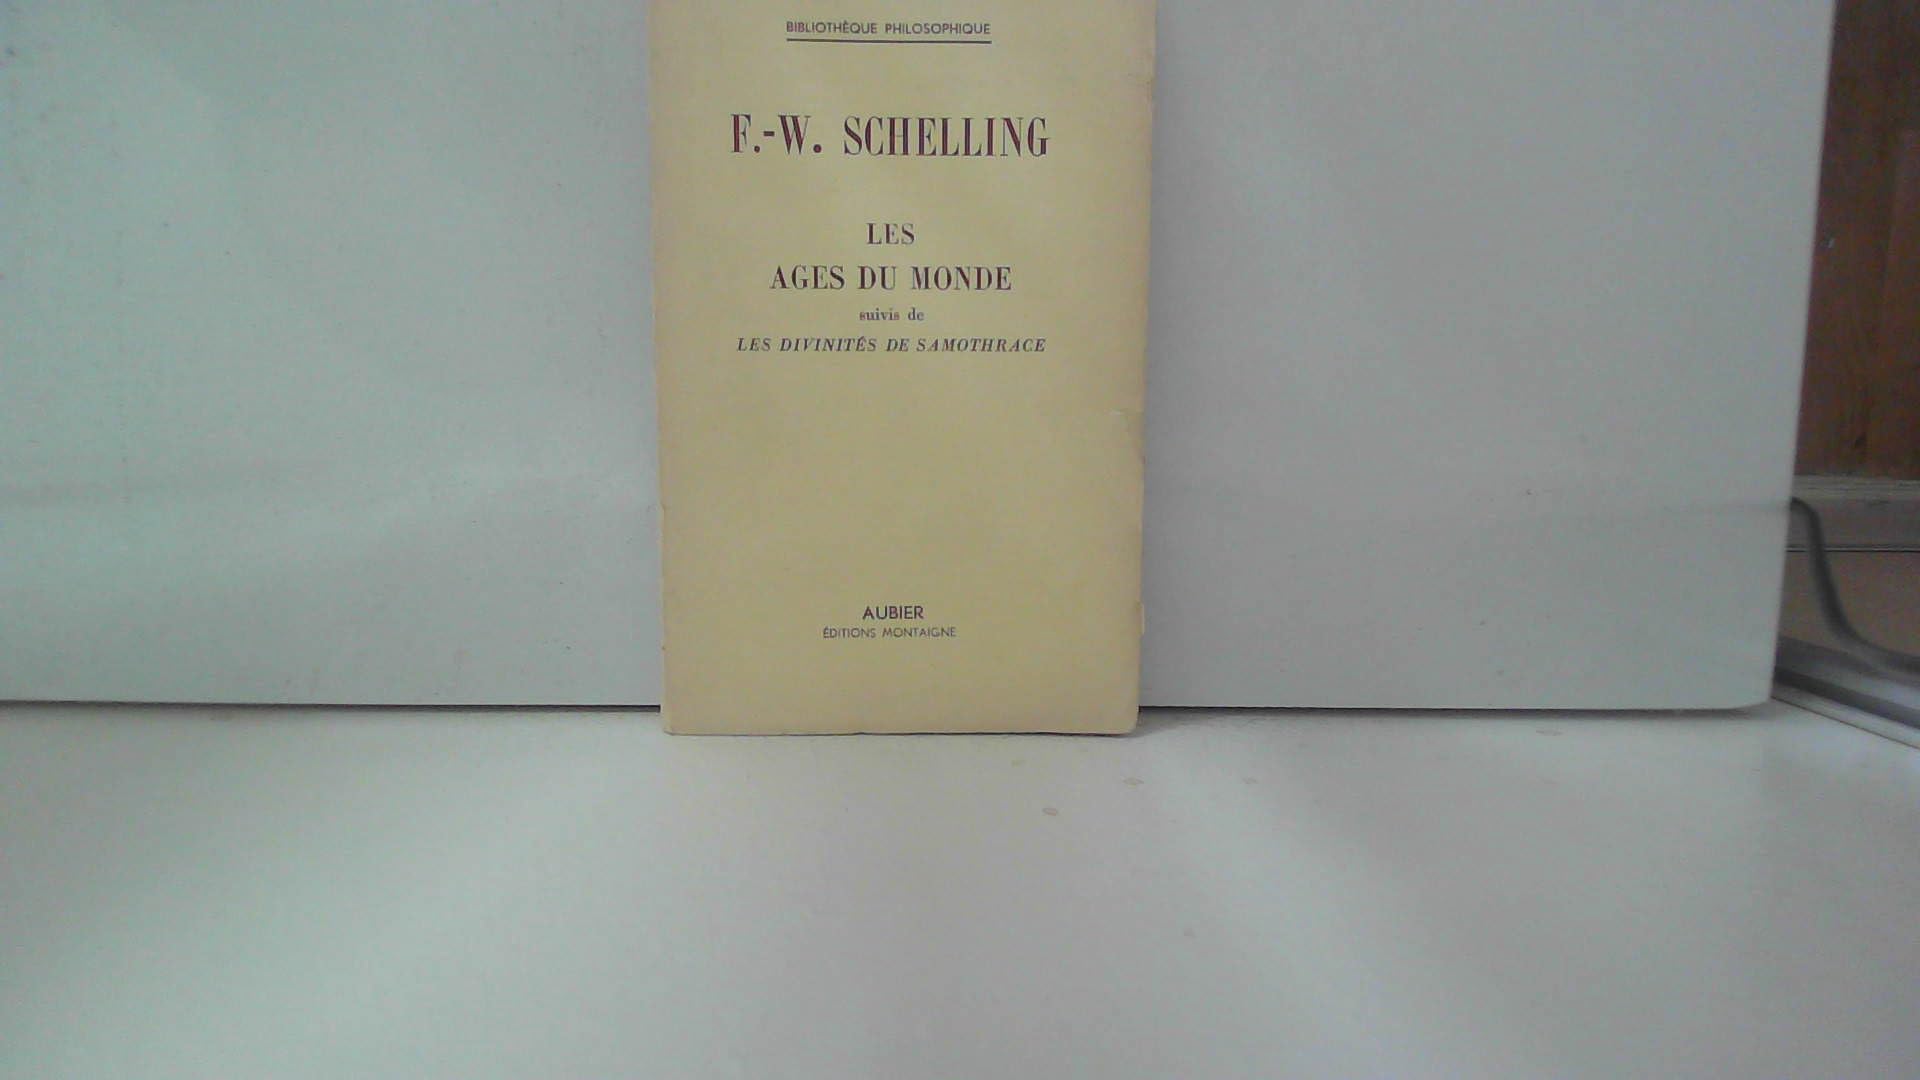 BIBLIOTHÈQUE PHILOSOPHIQUE
F.-W. SCHELLING
LES
AGES DU MONDE
suivis de
LES DIVINITÉS DE SAMOTHRACE
AUBIER
ÉDITIONS MONTAIGNE